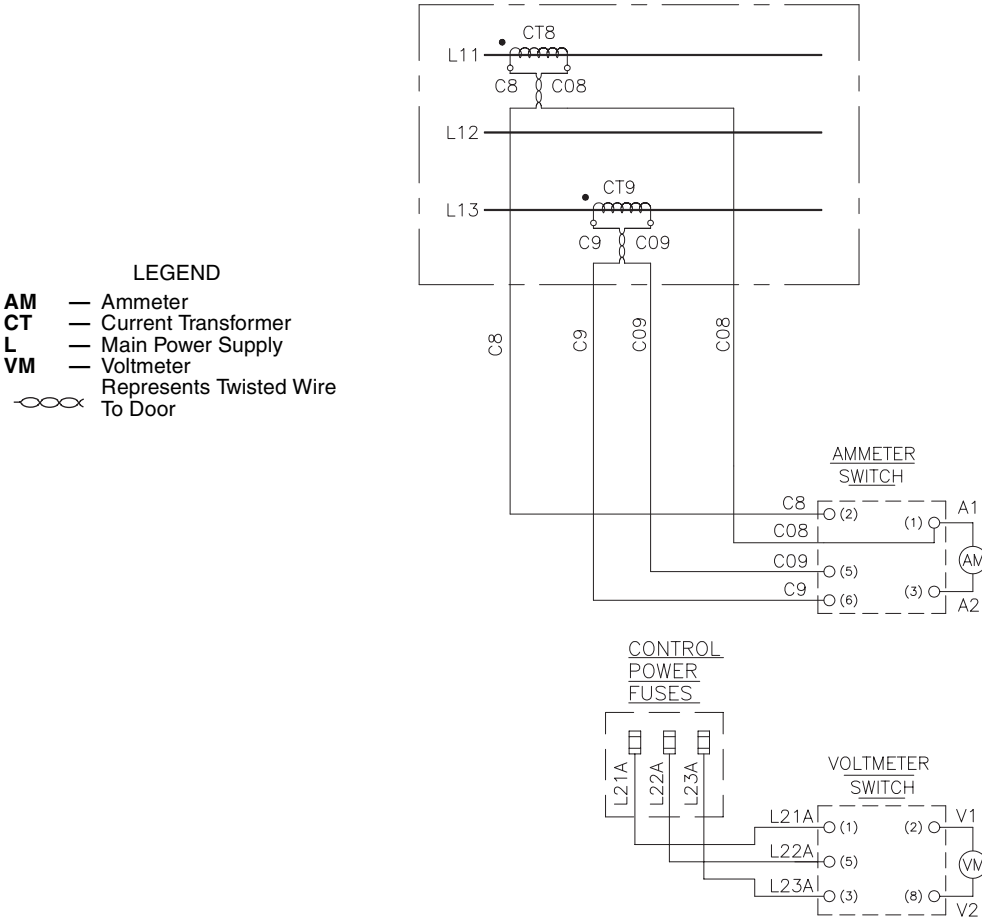 CT8
L11
C8 C08
L12
CT9
L13
C9 C09
LEGEND
AM — Ammeter
CT — Current Transformer
L — Main Power Supply
VM — Voltmeter
Represents Twisted Wire
To Door
C8
C9
C09
C08
AMMETER
SWITCH
C8
(2)
(1)
A1
C08
AM
C09
(5)
C9
(6)
(3)
A2
CONTROL
POWER
FUSES
L21A
L22A
L23A
VOLTMETER
SWITCH
L21A
(1)
(2)
V1
L22A
(5)
VM
L23A
(3)
(8)
V2